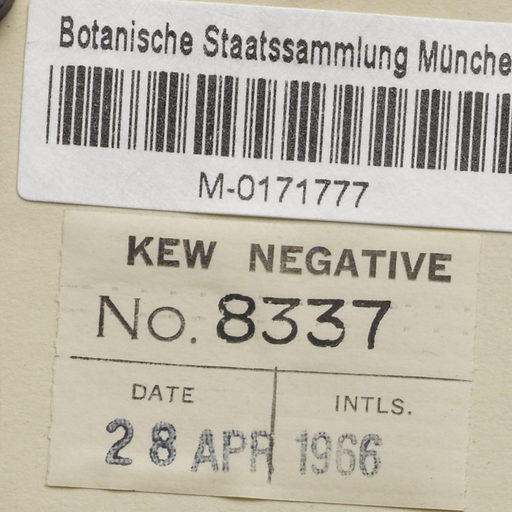 Botanische Staatssammlung Münche
M-0171777
KEW NEGATIVE
No. 8337
DATE
INTLS.
28 APR 1966